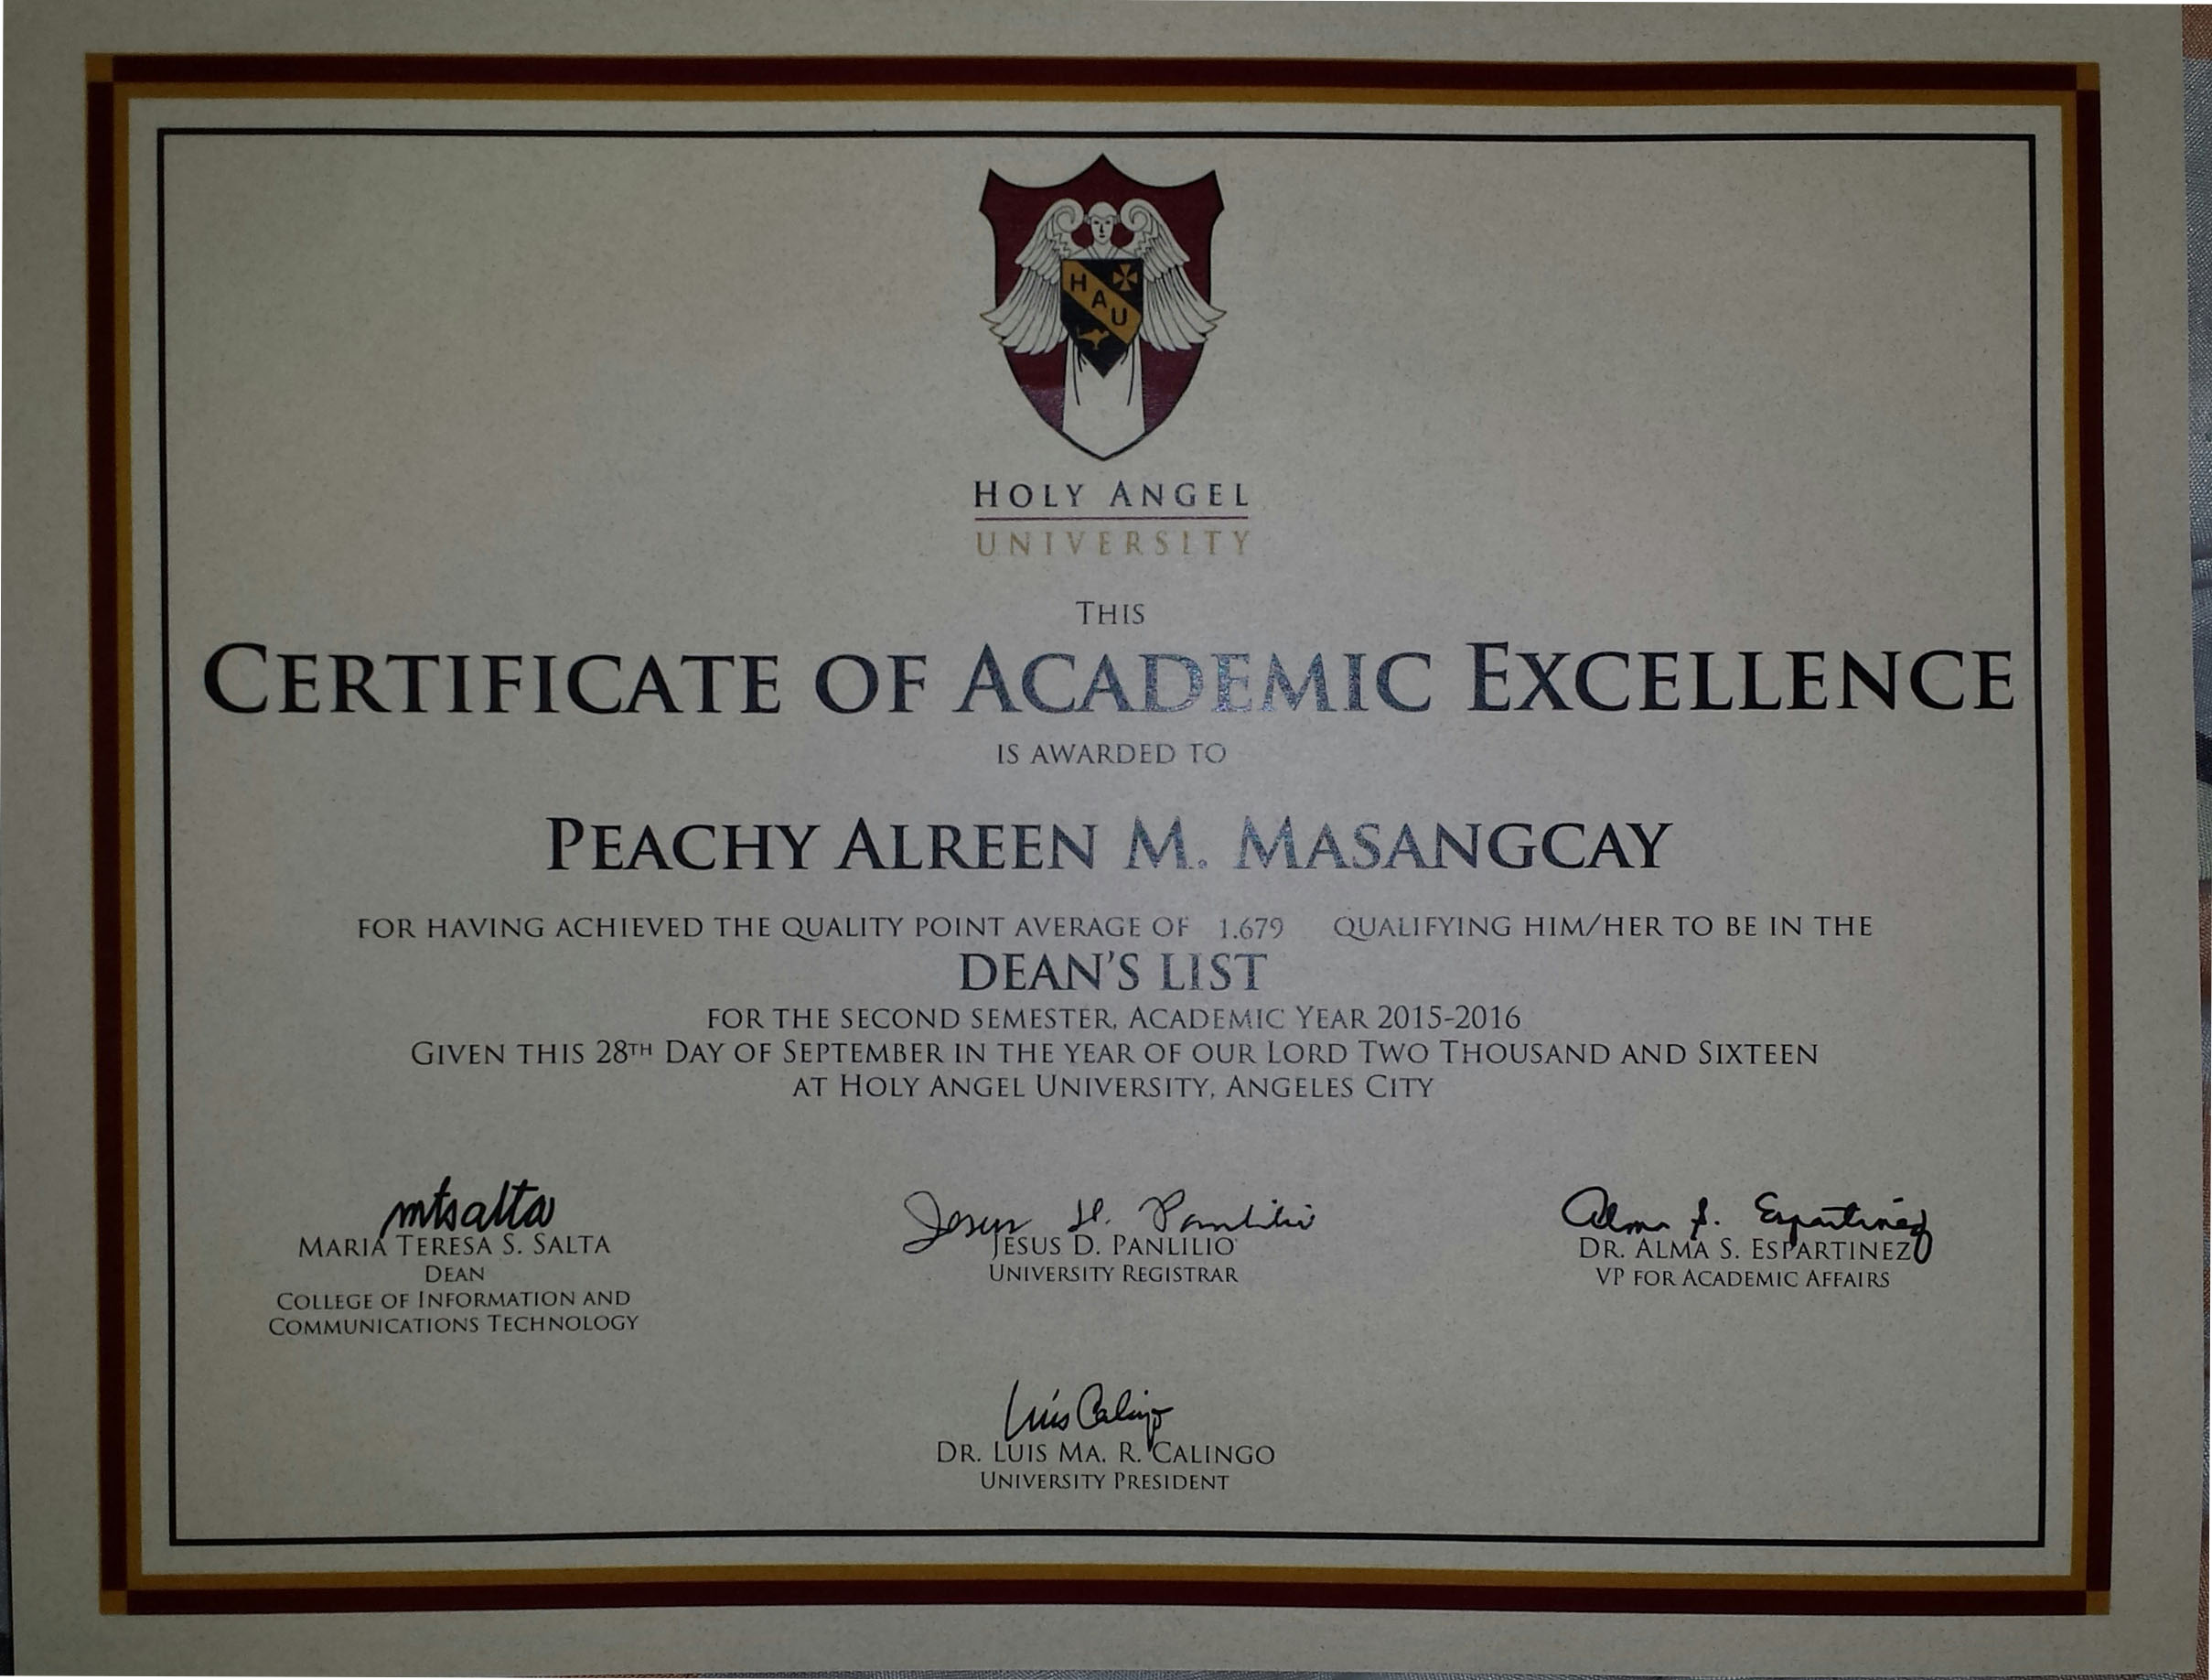 H A U
HOLY ANGEL
UNIVERSITY
THIS
CERTIFICATE OF ACADEMIC EXCELLENCE
IS AWARDED TO
PEACHY ALREEN M. MASANGCAY
FOR HAVING ACHIEVED THE QUALITY POINT AVERAGE OF 1.679 QUALIFYING HIM/HER TO BE IN THE
DEAN'S LIST
FOR THE SECOND SEMESTER, ACADEMIC YEAR 2015-2016
GIVEN THIS 28TH DAY OF SEPTEMBER IN THE YEAR OF OUR LORD TWO THOUSAND AND SIXTEEN
AT HOLY ANGEL UNIVERSITY, ANGELES CITY
mtsalta
MARIA TERESA S. SALTA
DEAN
COLLEGE OF INFORMATION AND
COMMUNICATIONS TECHNOLOGY
Jesus D. Panlilio
JESUS D. PANLILIO
UNIVERSITY REGISTRAR
Alma S. Espartinez
DR. ALMA S. ESPARTINEZ
VP FOR ACADEMIC AFFAIRS
Luis Calingo
DR. LUIS MA. R. CALINGO
UNIVERSITY PRESIDENT